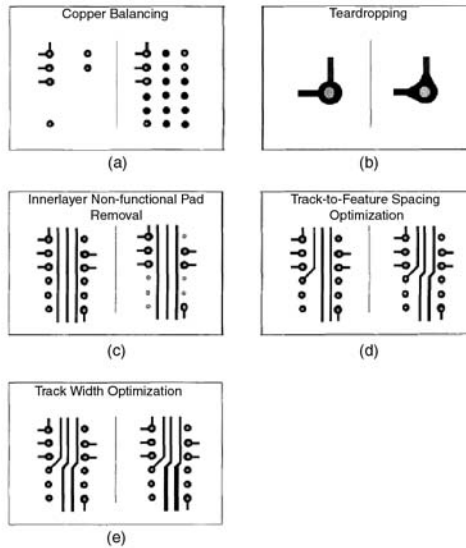 Copper Balancing
(a)
Teardropping
(b)
Innerlayer Non-functional Pad
Removal
(c)
Track-to-Feature Spacing
Optimization
(d)
Track Width Optimization
(e)